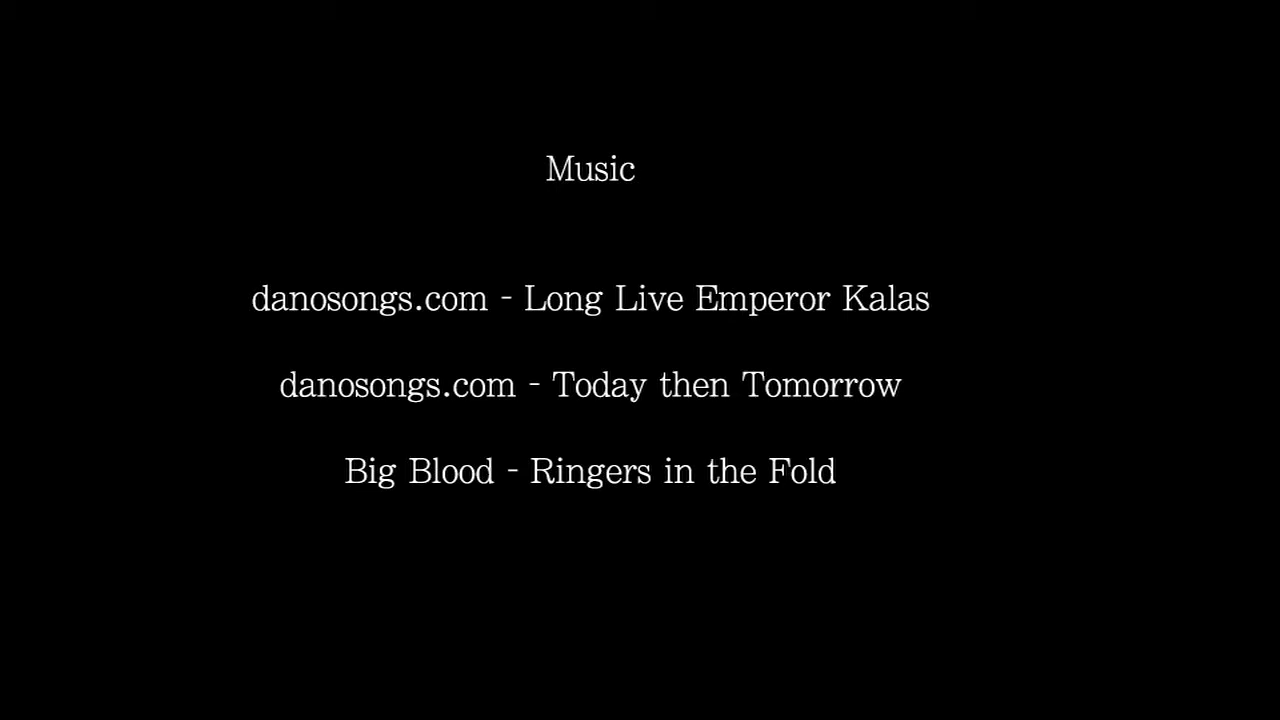 Music
danosongs.com - Long Live Emperor Kalas
danosongs.com - Today then Tomorrow
Big Blood - Ringers in the Fold